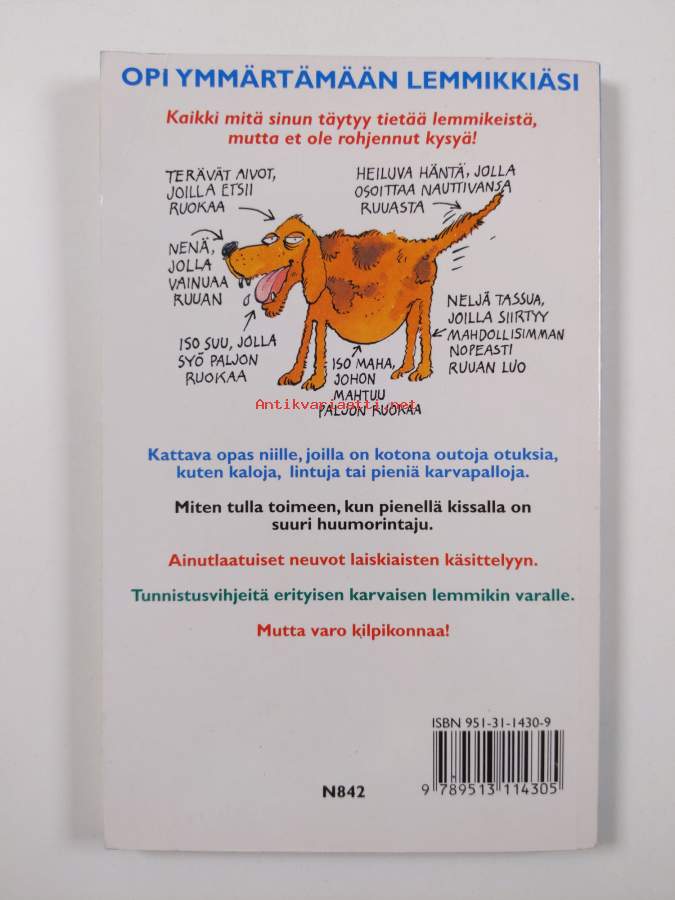 OPI YMMÄRTÄMÄÄN LEMMIKKIÄSI
Kaikki mitä sinun täytyy tietää lemmikeistä,
mutta et ole rohjennut kysyä!
TERÄVÄT AIVOT,
JOILLA ETSII
RUOKAA
HEILUVA HÄNTÄ, JOLLA
OSOITTAA NAUTTIVANSA
RUUASTA
NENÄ,
JOLLA
VAINUAA
RUUAN
NELJÄ TASSUA,
JOILLA SIIRTYY
MAHDOLLISIMMAN
NOPEASTI
RUUAN LUO
ISO SUU, JOLLA
SYÖ PALJON
RUOKAA
ISO MAHA,
JOHON
MAHTUU
PALJON RUOKAA
Antikvariaatti.net
Kattava opas niille, joilla on kotona outoja otuksia,
kuten kaloja, lintuja tai pieniä karvapalloja.
Miten tulla toimeen, kun pienellä kissalla on
suuri huumorintaju.
Ainutlaatuiset neuvot laiskiaisten käsittelyyn.
Tunnistusvihjeitä erityisen karvaisen lemmikin varalle.
Mutta varo kilpikonnaa!
ISBN 951-31-1430-9
N842
9 789513 114305